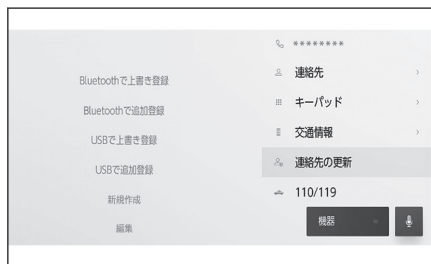 Bluetoothで上書き登録
Bluetoothで追加登録
USBで上書き登録
USBで追加登録
新規作成
編集
********
連絡先
キーパッド
交通情報
連絡先の更新
110/119
機器